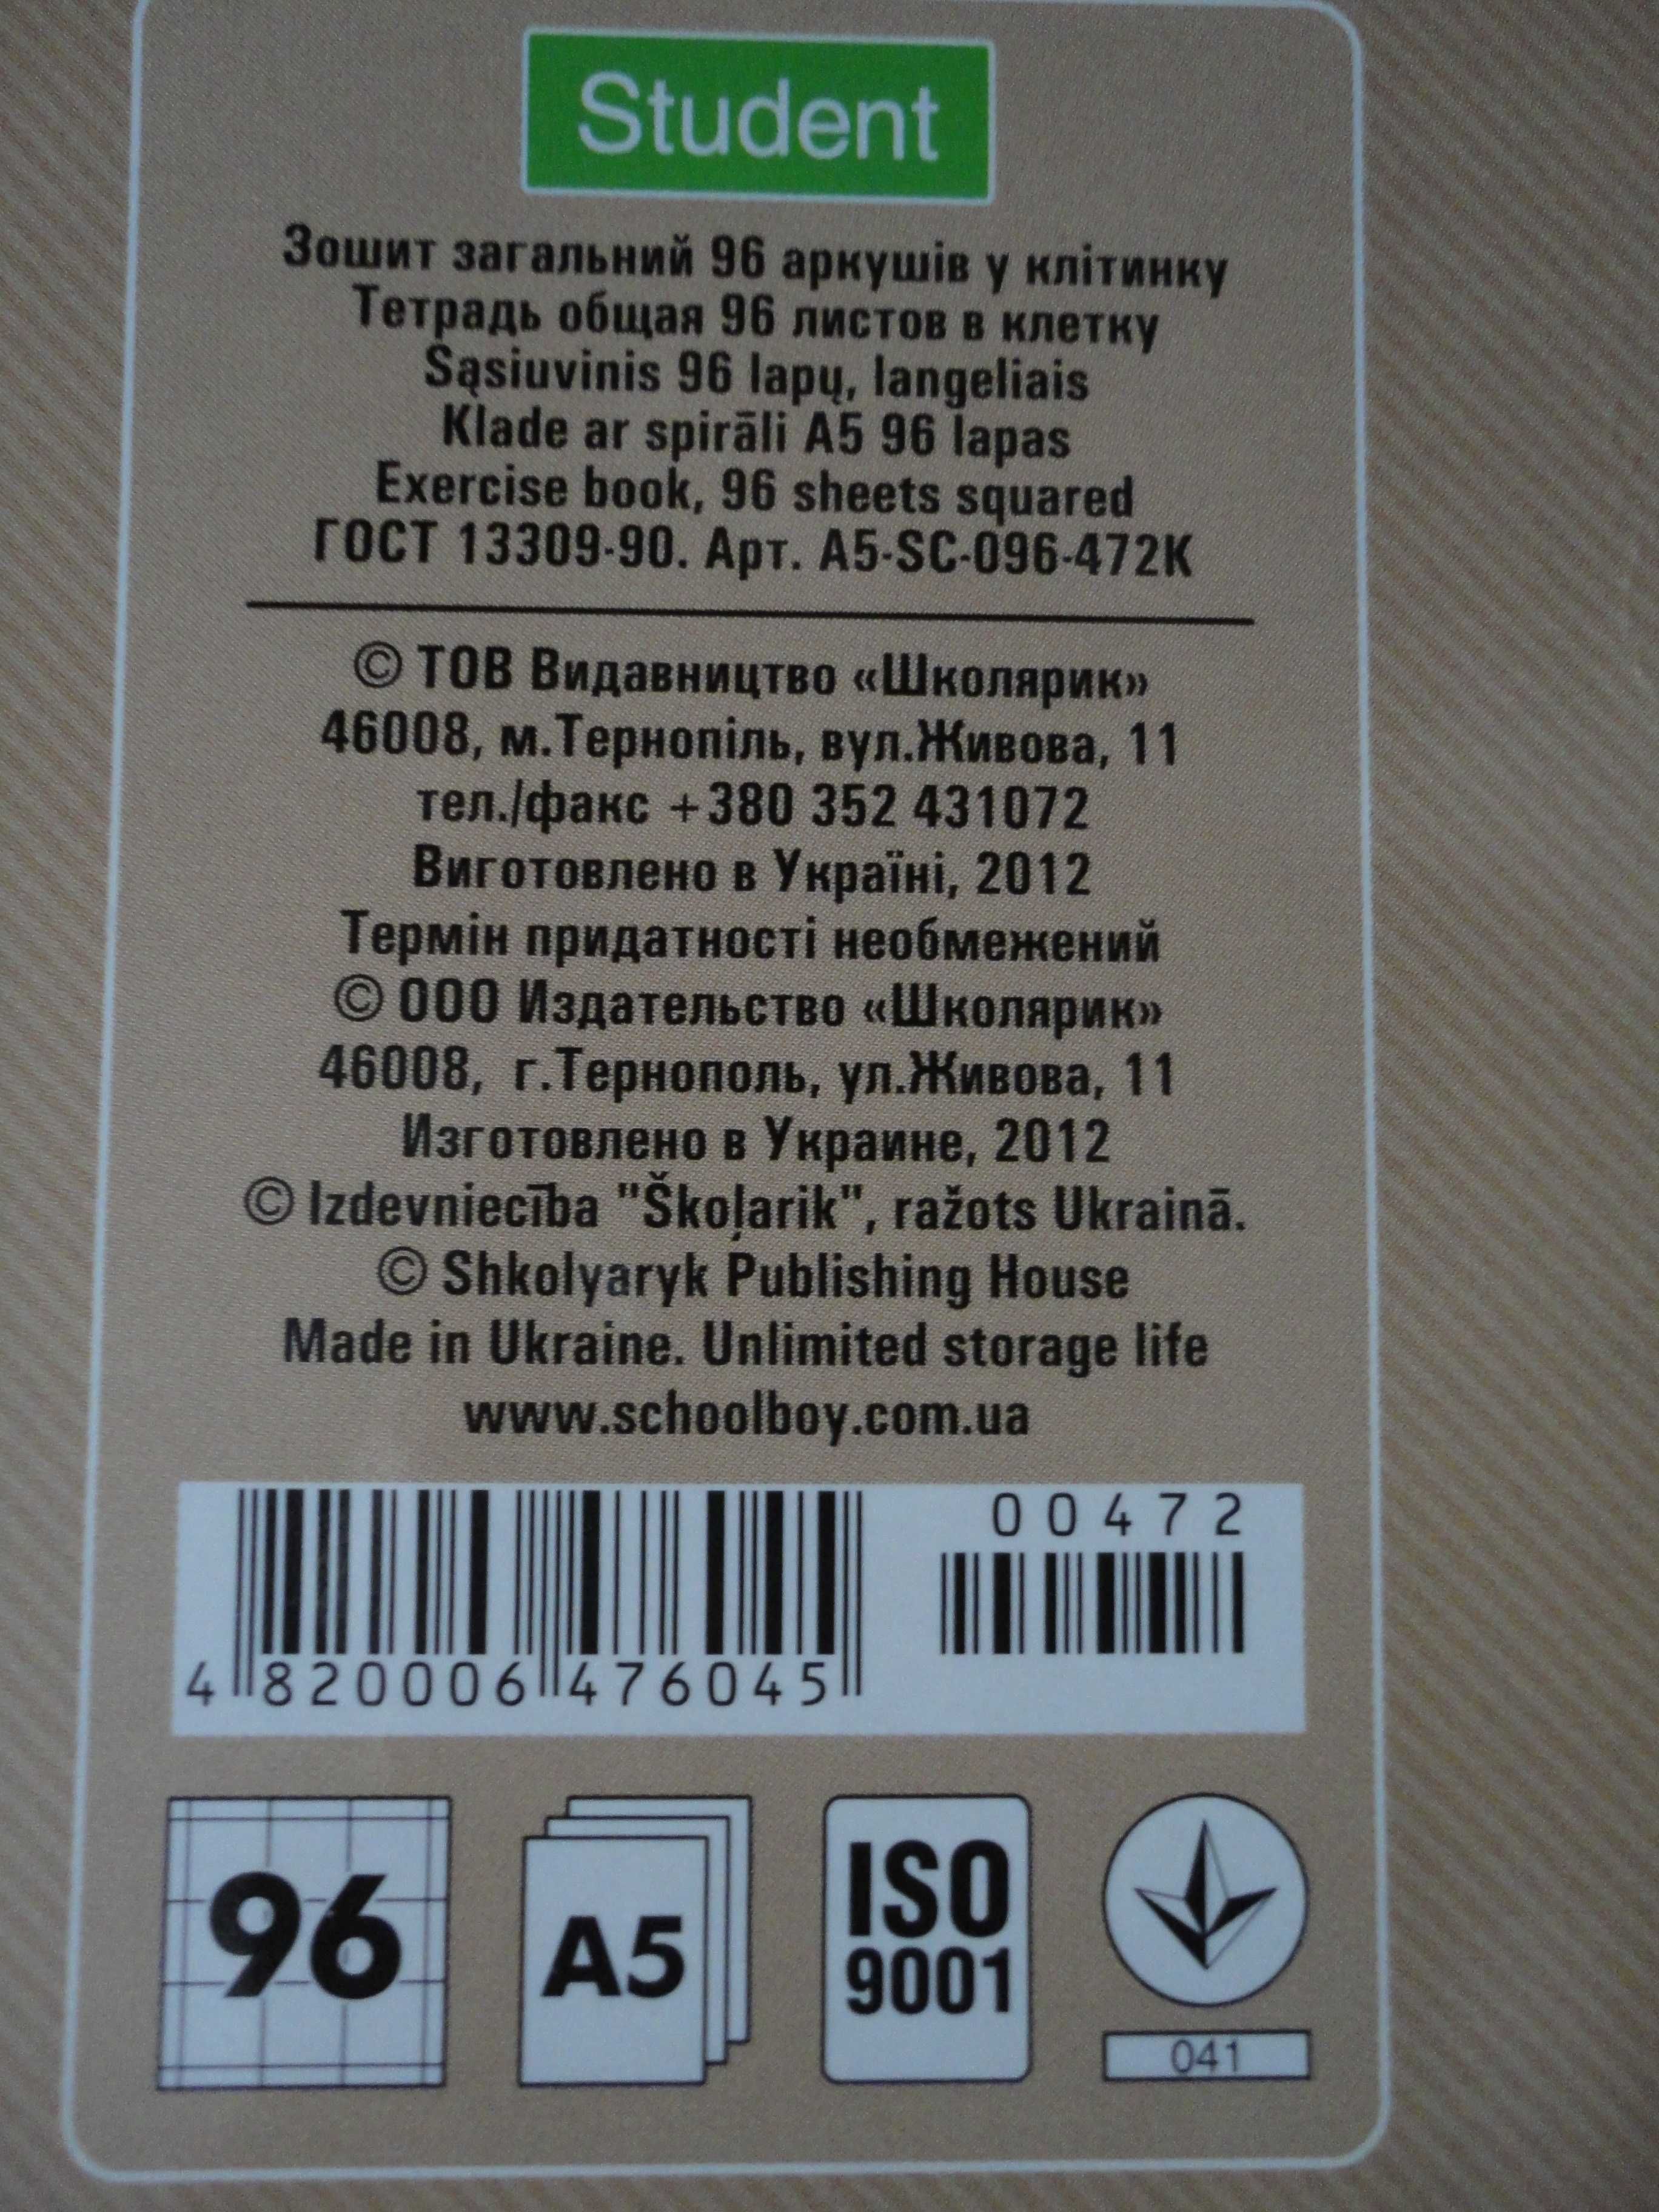 Student
Зошит загальний 96 аркушів у клітинку
Тетрадь общая 96 листов в клетку
Sąsiuvinis 96 lapų, langeliais
Klade ar spirāli A5 96 lapas
Exercise book, 96 sheets squared
ГОСТ 13309-90. Арт. A5-SC-096-472K
© ТОВ Видавництво «Школярик»
46008, м.Тернопіль, вул.Живова, 11
тел./факс +380 352 431072
Виготовлено в Україні, 2012
Термін придатності необмежений
© ООО Издательство «Школярик»
46008, г.Тернополь, ул.Живова, 11
Изготовлено в Украине, 2012
© Izdevniecība "Škoļarik", ražots Ukrainā.
© Shkolyaryk Publishing House
Made in Ukraine. Unlimited storage life
www.schoolboy.com.ua
00472
4 820006 476045
96
A5
ISO
9001
041